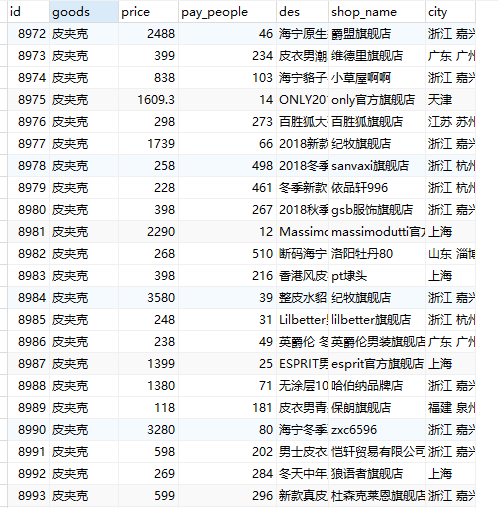 id goods price pay_people des shop_name city
8972 皮夹克 2488 46 海宁原生 爵盟旗舰店 浙江 嘉兴
8973 皮夹克 399 234 皮衣男潮 维德里旗舰店 广东 广州
8974 皮夹克 838 103 海宁貉子 小草屋啊啊 浙江 嘉兴
8975 皮夹克 1609.3 14 ONLY20 only官方旗舰店 天津
8976 皮夹克 298 273 百胜狐大 百胜狐旗舰店 江苏 苏州
8977 皮夹克 1739 66 2018新款 纪牧旗舰店 浙江 嘉兴
8978 皮夹克 258 498 2018冬季 sanvaxi旗舰店 浙江 杭州
8979 皮夹克 228 461 冬季新款 依品轩996 浙江 杭州
8980 皮夹克 398 267 2018秋季 gsb服饰旗舰店 浙江 嘉兴
8981 皮夹克 2290 12 Massimo massimodutti官方 上海
8982 皮夹克 268 510 断码海宁 洛阳牡丹80 山东 淄博
8983 皮夹克 398 216 香港风皮 pt埭头 上海
8984 皮夹克 3580 39 整皮水貂 纪牧旗舰店 浙江 嘉兴
8985 皮夹克 248 31 Lilbetter lilbetter旗舰店 浙江 杭州
8986 皮夹克 238 49 英爵伦 冬 英爵伦男装旗舰店 广东 广州
8987 皮夹克 1399 25 ESPRIT男 esprit官方旗舰店 上海
8988 皮夹克 1380 71 无涂层10 哈伯纳品牌店 浙江 嘉兴
8989 皮夹克 118 181 皮衣男青 保朗旗舰店 福建 泉州
8990 皮夹克 3280 80 海宁冬季 zxc6596 浙江 嘉兴
8991 皮夹克 598 202 男士皮衣 恺轩贸易有限公司 浙江 嘉兴
8992 皮夹克 269 284 冬天中年 狼语者旗舰店 上海
8993 皮夹克 599 296 新款真皮 杜森克莱恩旗舰店 浙江 嘉兴